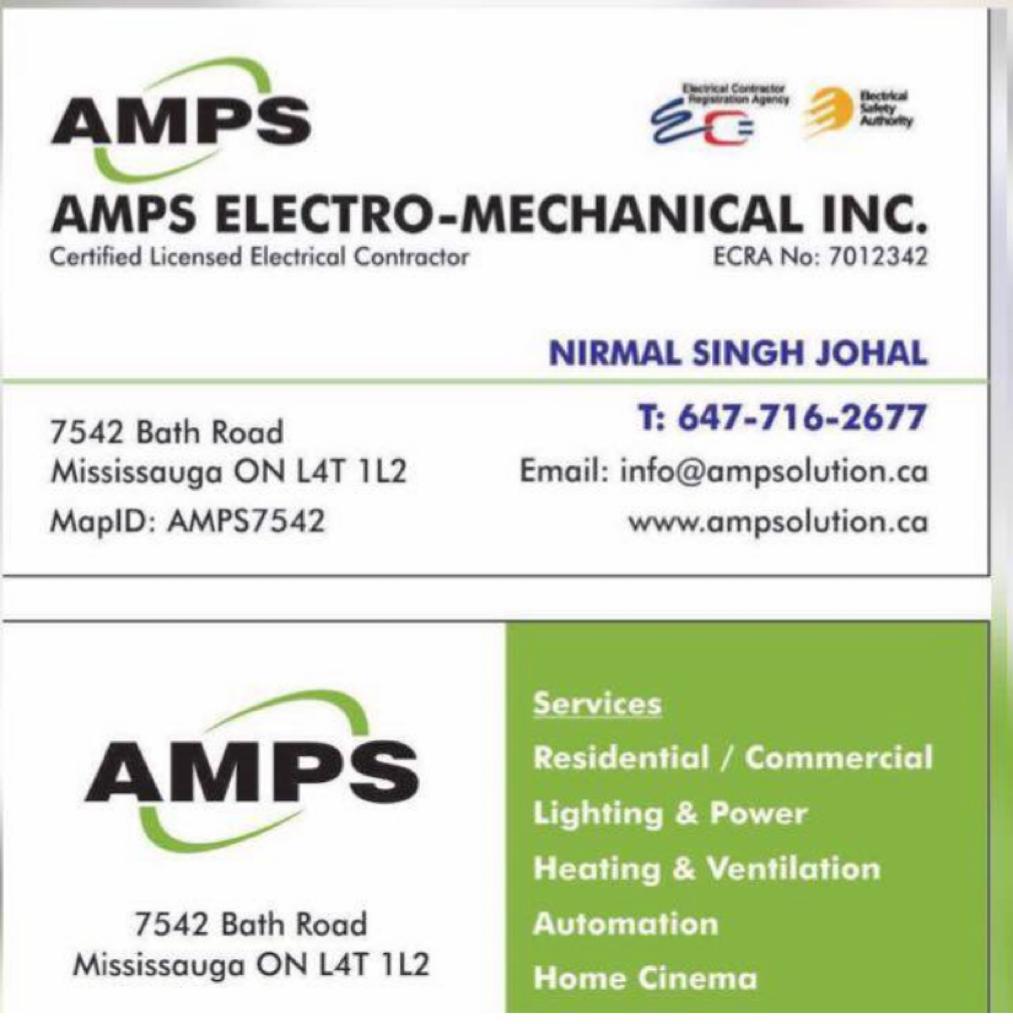 AMPS
Electrical Contractor
Registration Agency
Electrical
Safety
Authority
AMPS ELECTRO-MECHANICAL INC.
Certified Licensed Electrical Contractor
ECRA No: 7012342
NIRMAL SINGH JOHAL
T: 647-716-2677
7542 Bath Road
Mississauga ON L4T 1L2
MapID: AMPS7542
Email: info@ampsolution.ca
www.ampsolution.ca
AMPS
7542 Bath Road
Mississauga ON L4T 1L2
Services
Residential / Commercial
Lighting & Power
Heating & Ventilation
Automation
Home Cinema